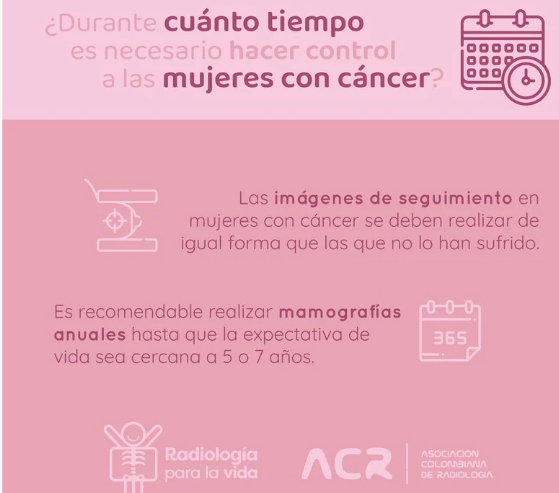 ¿Durante cuánto tiempo
es necesario hacer control
a las mujeres con cáncer?
Las imágenes de seguimiento en
mujeres con cáncer se deben realizar de
igual forma que las que no lo han sufrido.
Es recomendable realizar mamografías
anuales hasta que la expectativa de
vida sea cercana a 5 o 7 años.
365
Radiología
para la vida
ACR
ASOCIACION
COLOMBIANA
DE RADIOLOGIA